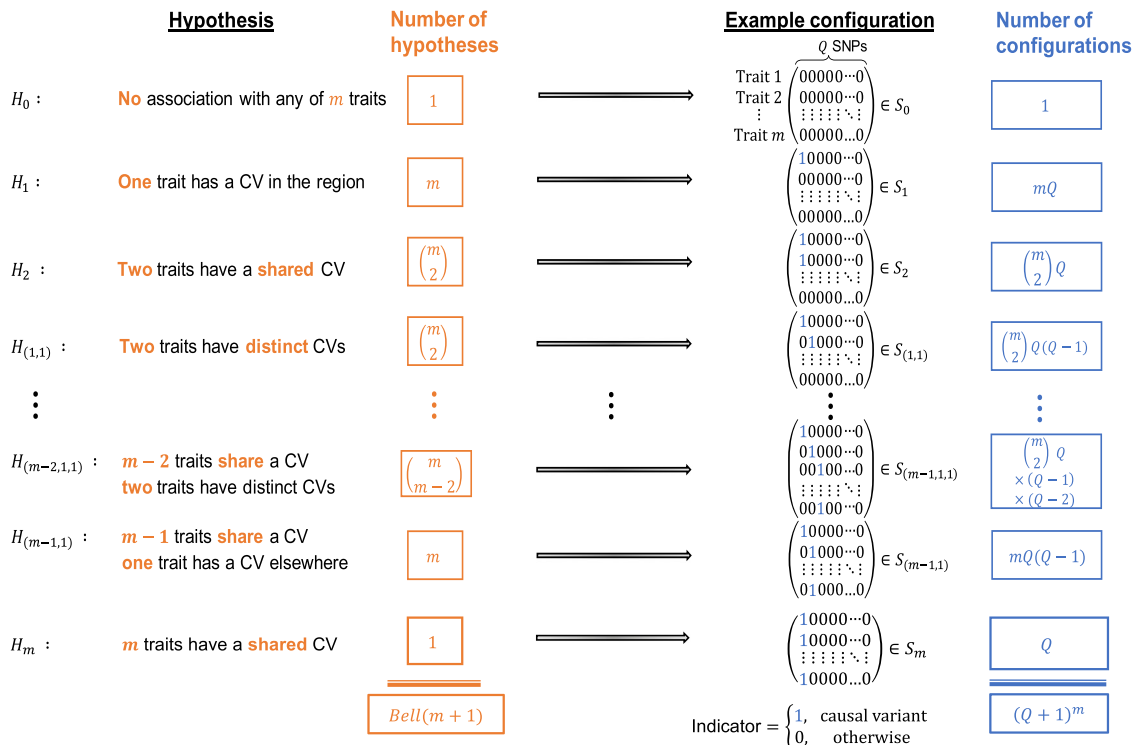 Hypothesis
Number of
hypotheses
Example configuration
Number of
configurations
Q SNPs
H₀ :
No association with any of m traits
1
Trait 1
Trait 2
⋮
Trait m
00000⋯0
00000⋯0
⋮⋮⋮⋮⋮⋱⋮
00000…0
∈ S₀
1
H₁ :
One trait has a CV in the region
m
10000⋯0
00000⋯0
⋮⋮⋮⋮⋮⋱⋮
00000…0
∈ S₁
mQ
H₂ :
Two traits have a shared CV
(m
2)
10000⋯0
10000⋯0
⋮⋮⋮⋮⋮⋱⋮
00000…0
∈ S₂
(m
2) Q
H₍₁,₁₎ :
Two traits have distinct CVs
(m
2)
10000⋯0
01000⋯0
⋮⋮⋮⋮⋮⋱⋮
00000…0
∈ S₍₁,₁₎
(m
2) Q(Q − 1)
⋮ ⋮ ⋮ ⋮ ⋮
H_(m−2,1,1) :
m − 2 traits share a CV
two traits have distinct CVs
(m
m − 2)
10000⋯0
01000⋯0
00100⋯0
⋮⋮⋮⋮⋮⋱⋮
00100⋯0
∈ S_(m−1,1,1)
(m
2) Q
× (Q − 1)
× (Q − 2)
H_(m−1,1) :
m − 1 traits share a CV
one trait has a CV elsewhere
m
10000⋯0
01000⋯0
⋮⋮⋮⋮⋮⋱⋮
01000…0
∈ S_(m−1,1)
mQ(Q − 1)
H_m :
m traits have a shared CV
1
10000⋯0
10000⋯0
⋮⋮⋮⋮⋮⋱⋮
10000…0
∈ S_m
Q
Bell(m + 1)
Indicator = {1, causal variant
0, otherwise
(Q + 1)^m